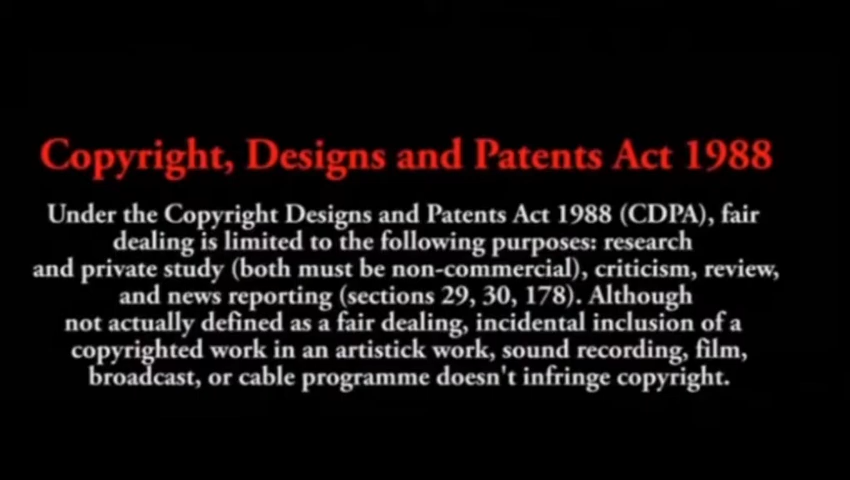 Copyright, Designs and Patents Act 1988
Under the Copyright Designs and Patents Act 1988 (CDPA), fair
dealing is limited to the following purposes: research
and private study (both must be non-commercial), criticism, review,
and news reporting (sections 29, 30, 178). Although
not actually defined as a fair dealing, incidental inclusion of a
copyrighted work in an artistick work, sound recording, film,
broadcast, or cable programme doesn't infringe copyright.